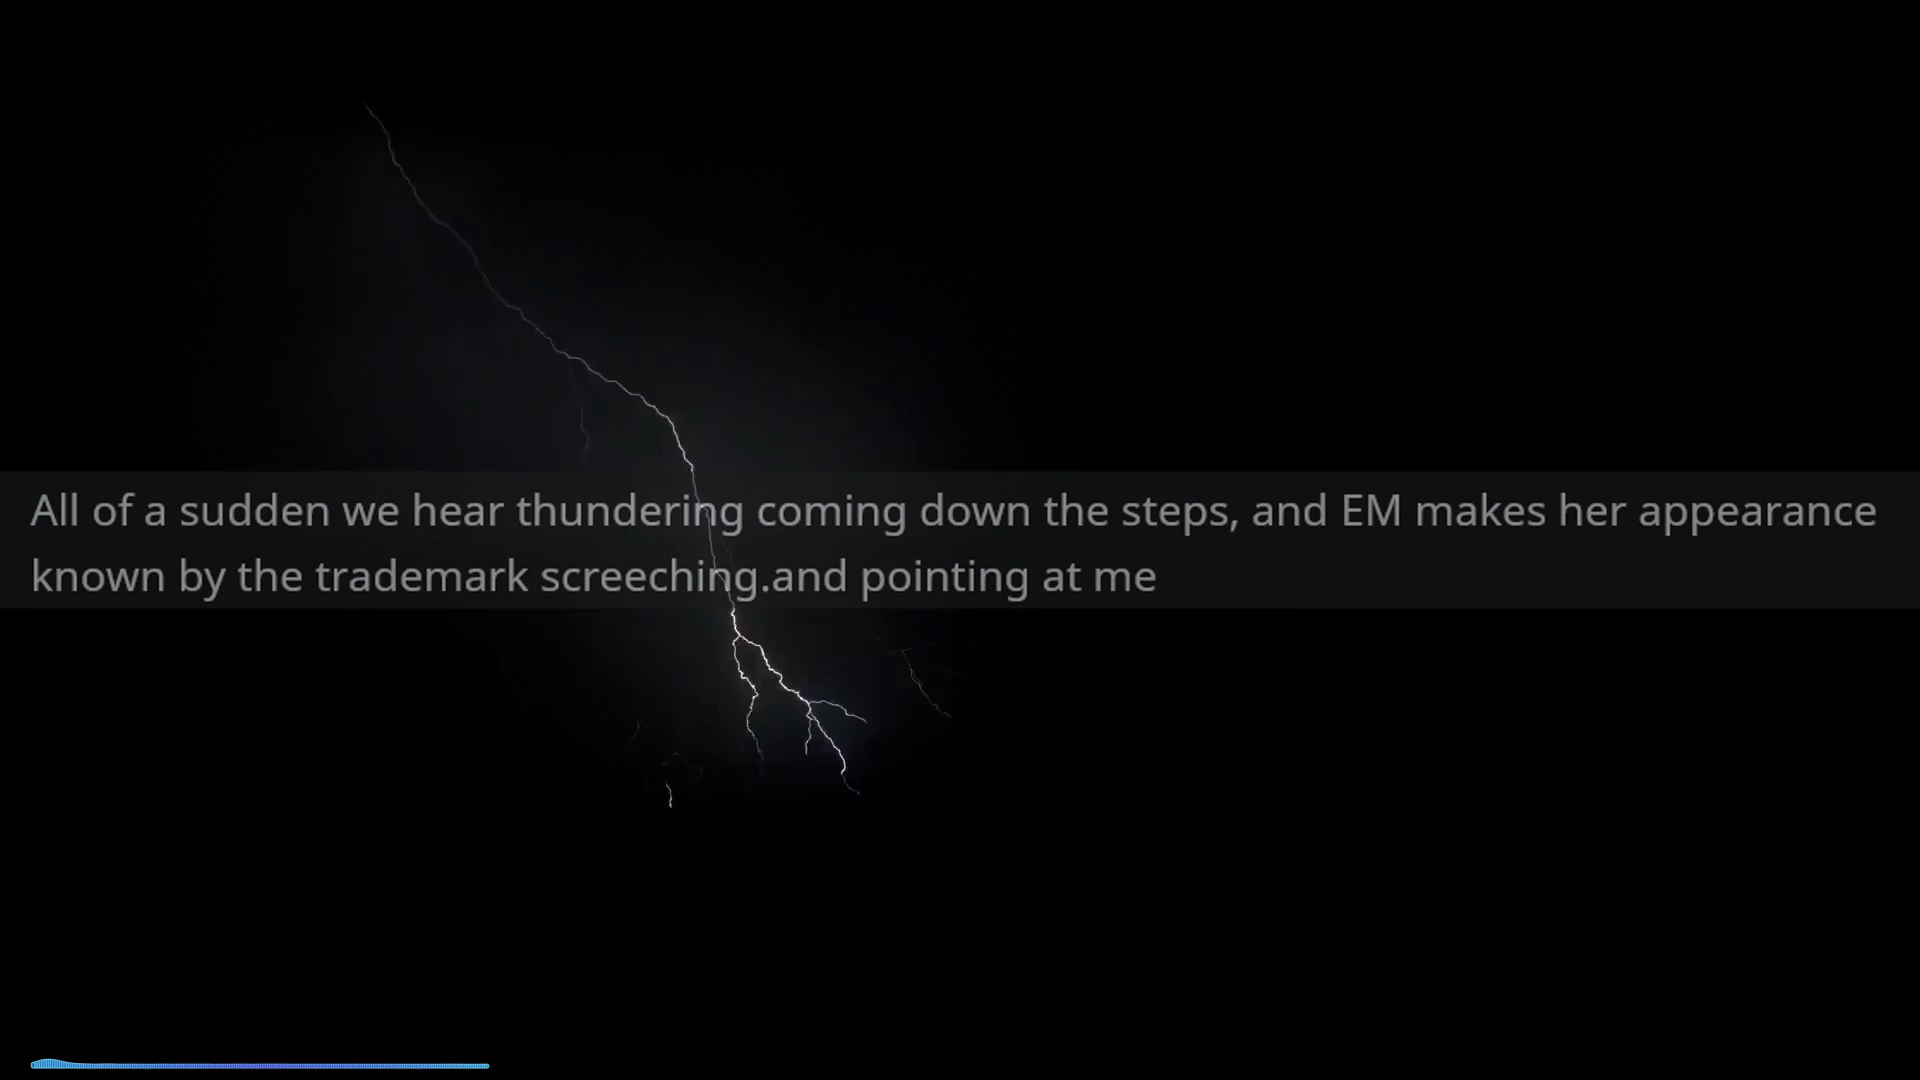 All of a sudden we hear thundering coming down the steps, and EM makes her appearance
known by the trademark screeching.and pointing at me